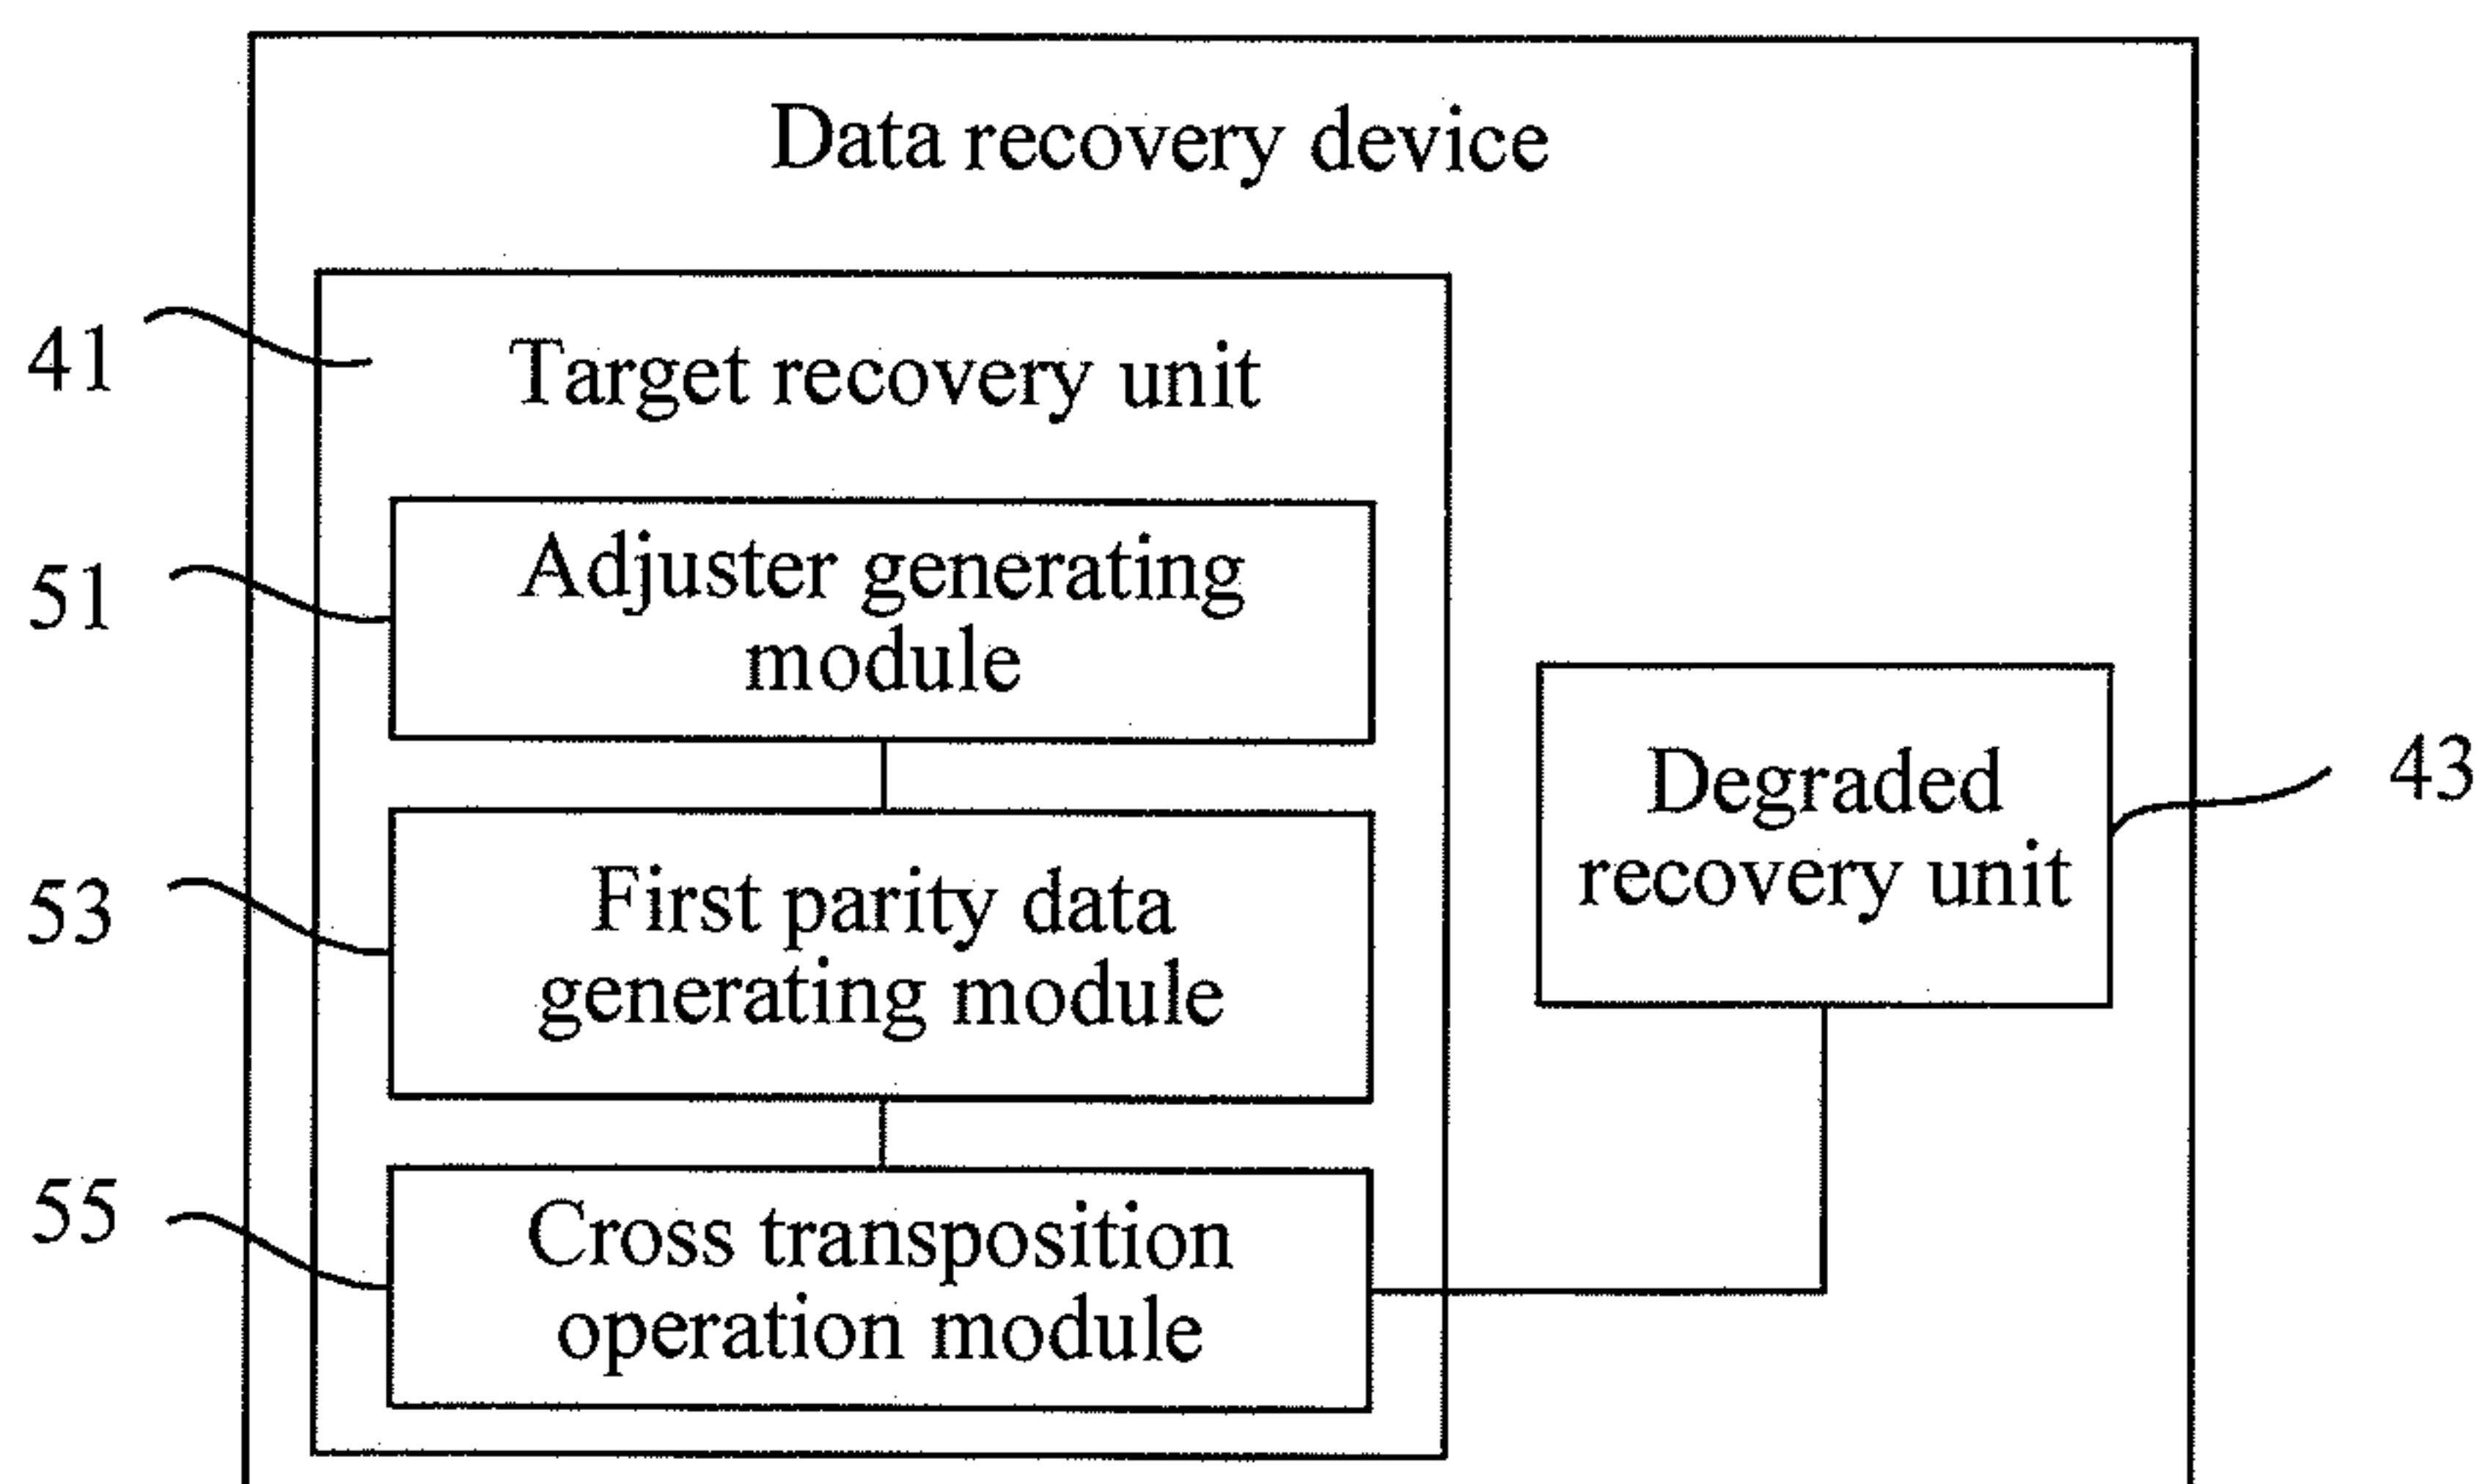 Data recovery device
41
Target recovery unit
51
Adjuster generating
module
53
First parity data
generating module
55
Cross transposition
operation module
Degraded
recovery unit
43